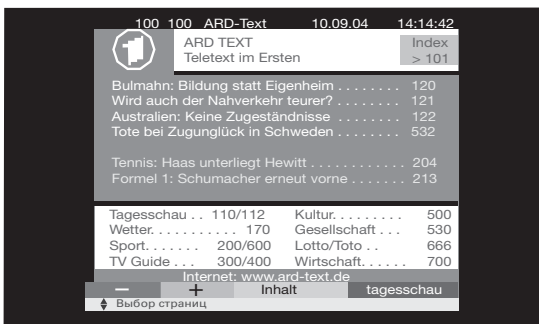 100 100 ARD-Text 10.09.04 14:14:42
ARD TEXT Index
Teletext im Ersten > 101
Bulmahn: Bildung statt Eigenheim . . . . . . . . 120
Wird auch der Nahverkehr teurer? . . . . . . . . 121
Australien: Keine Zugeständnisse . . . . . . . . 122
Tote bei Zugunglück in Schweden . . . . . . . . 532
Tennis: Haas unterliegt Hewitt . . . . . . . . . . . . 204
Formel 1: Schumacher erneut vorne . . . . . . . 213
Tagesschau . . 110/112 Kultur. . . . . . . . . 500
Wetter. . . . . . . . . . . 170 Gesellschaft . . . 530
Sport. . . . . . . 200/600 Lotto/Toto . . 666
TV Guide . . . 300/400 Wirtschaft. . . . . . 700
Internet: www.ard-text.de
— + Inhalt tagesschau
Выбор страниц